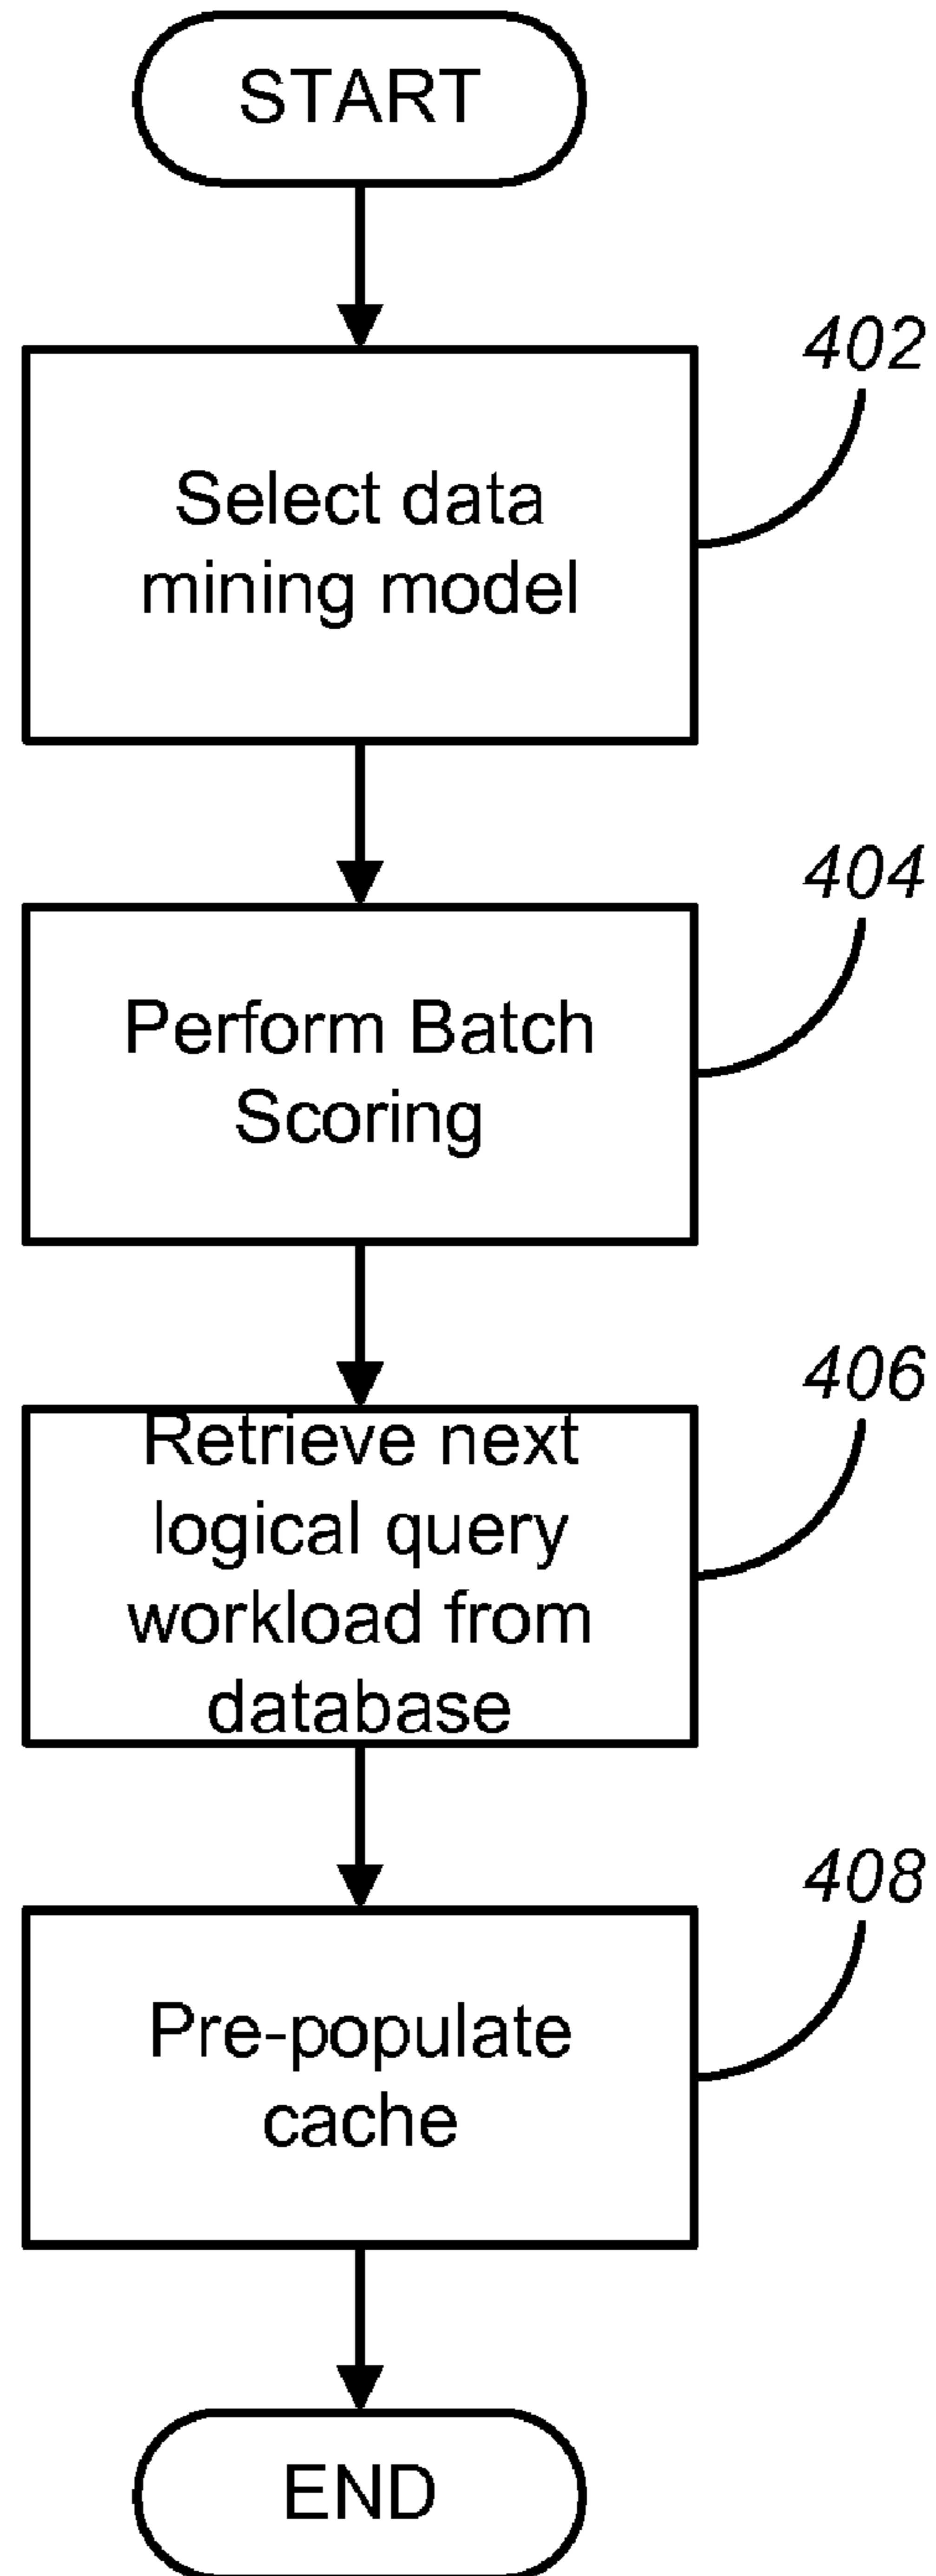 START
402
Select data
mining model
404
Perform Batch
Scoring
406
Retrieve next
logical query
workload from
database
408
Pre-populate
cache
END